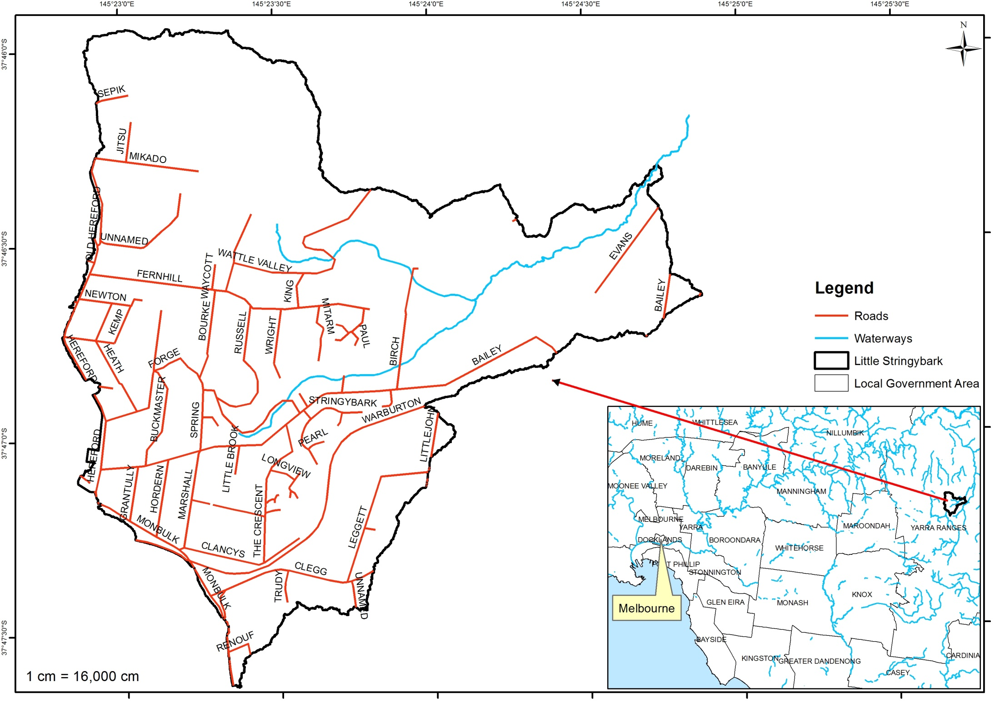 145°23'0"E
145°23'30"E
145°24'0"E
145°24'30"E
145°25'0"E
145°25'30"E
37°46'0"S
37°46'30"S
37°47'0"S
37°47'30"S
N
SEPIK
JITSU
MIKADO
OLD HEREFORD
UNNAMED
WATTLE VALLEY
FERNHILL
WAYCOTT
BOURKE
NEWTON
KEMP
KING
MITARM
PAUL
RUSSELL
WRIGHT
EVANS
BAILEY
HEREFORD
HEATH
FORGE
BIRCH
BAILEY
BUCKMASTER
SPRING
STRINGYBARK
WARBURTON
LITTLEJOHN
HEREFORD
LITTLE BROOK
PEARL
LONGVIEW
GRANTULLY
HORDERN
MARSHALL
THE CRESCENT
LEGGETT
MONBULK
CLANCYS
CLEGG
MONBULK
TRUDY
UNNAMED
RENOUF
1 cm = 16,000 cm
Legend
Roads
Waterways
Little Stringybark
Local Government Area
HUME
WHITTLESEA
NILLUMBIK
MORELAND
DAREBIN
BANYULE
MOONEE VALLEY
MANNINGHAM
MELBOURNE
YARRA
MAROONDAH
YARRA RANGES
DOCKLANDS
BOROONDARA
WHITEHORSE
PORT PHILLIP
STONNINGTON
KNOX
GLEN EIRA
MONASH
Melbourne
BAYSIDE
KINGSTON
GREATER DANDENONG
CARDINIA
CASEY